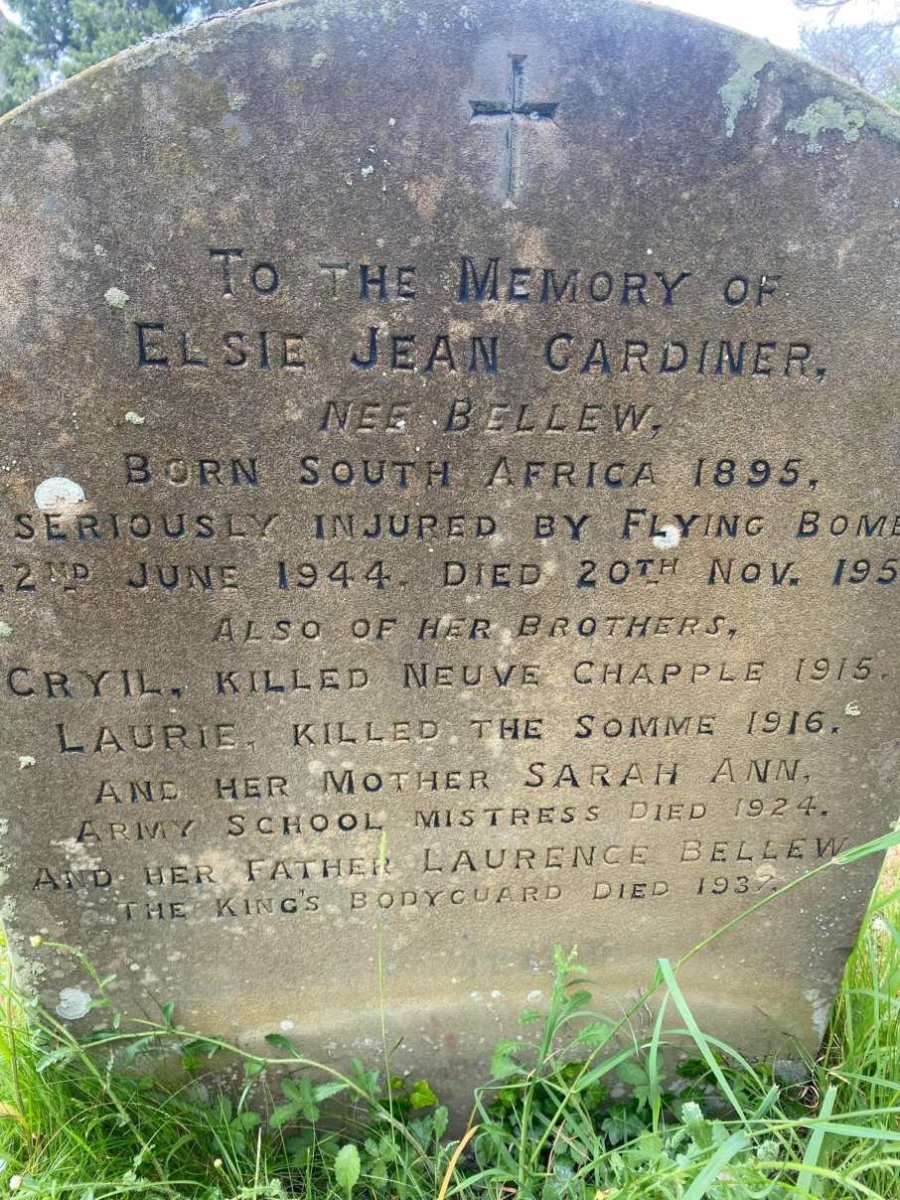 To the Memory of
Elsie Jean Gardiner,
nee Bellew,
Born South Africa 1895,
seriously injured by Flying Bomb
2nd June 1944. Died 20th Nov. 195
Also of her Brothers,
Cryil, killed Neuve Chapple 1915.
Laurie, killed the Somme 1916.
and her Mother Sarah Ann,
Army School mistress Died 1924.
And her Father Laurence Bellew
the King's Bodyguard Died 1937.